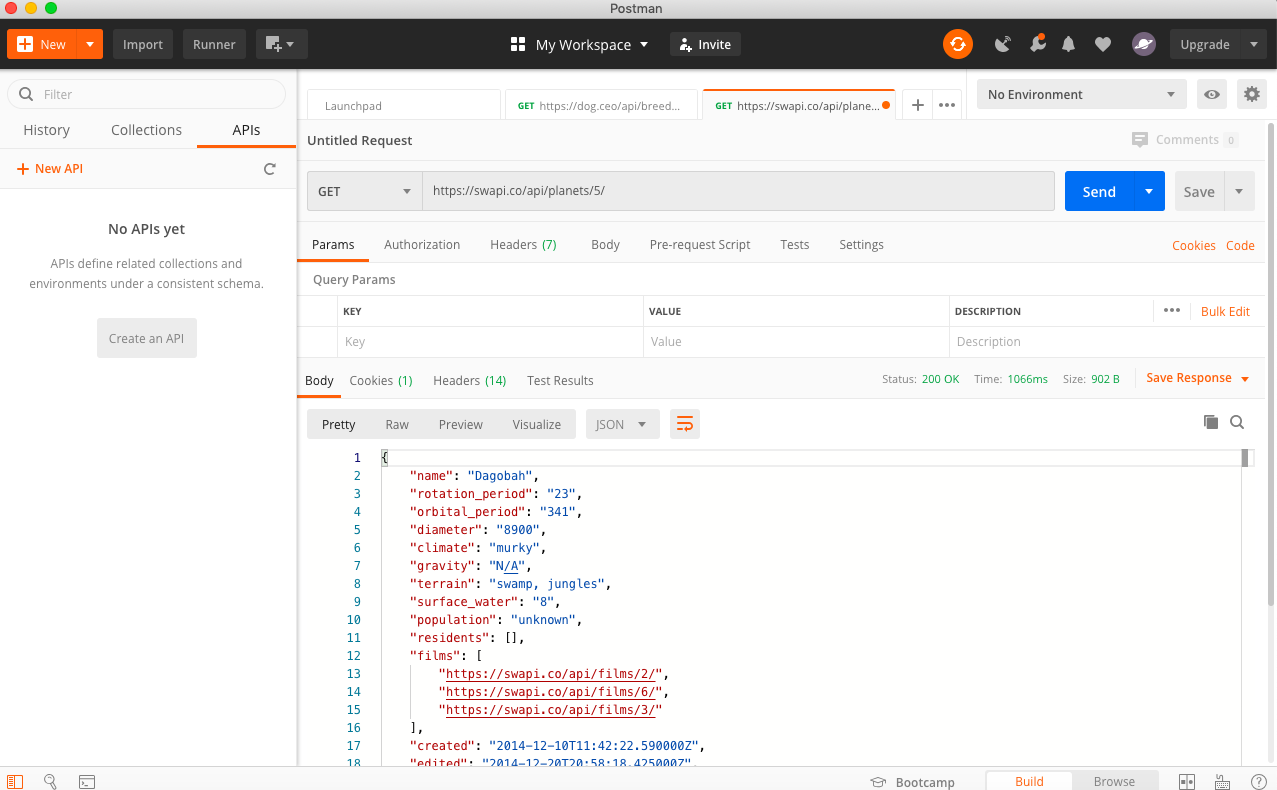 Postman
New Import Runner My Workspace Invite Upgrade
Filter
History Collections APIs
+ New API
No APIs yet
APIs define related collections and
environments under a consistent schema.
Create an API
Launchpad GET https://dog.ceo/api/breed... GET https://swapi.co/api/plane... + ••• No Environment
Untitled Request Comments 0
GET https://swapi.co/api/planets/5/ Send Save
Params Authorization Headers (7) Body Pre-request Script Tests Settings Cookies Code
Query Params
KEY VALUE DESCRIPTION ••• Bulk Edit
Key Value Description
Body Cookies (1) Headers (14) Test Results Status: 200 OK Time: 1066ms Size: 902 B Save Response
Pretty Raw Preview Visualize JSON
1 {
2 "name": "Dagobah",
3 "rotation_period": "23",
4 "orbital_period": "341",
5 "diameter": "8900",
6 "climate": "murky",
7 "gravity": "N/A",
8 "terrain": "swamp, jungles",
9 "surface_water": "8",
10 "population": "unknown",
11 "residents": [],
12 "films": [
13 "https://swapi.co/api/films/2/",
14 "https://swapi.co/api/films/6/",
15 "https://swapi.co/api/films/3/"
16 ],
17 "created": "2014-12-10T11:42:22.590000Z",
18 "edited": "2014-12-20T20:58:18.425000Z",
Bootcamp Build Browse ?